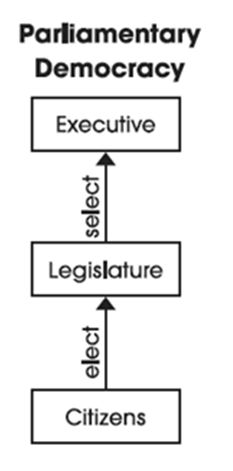 Parliamentary
Democracy
Executive
select
Legislature
elect
Citizens